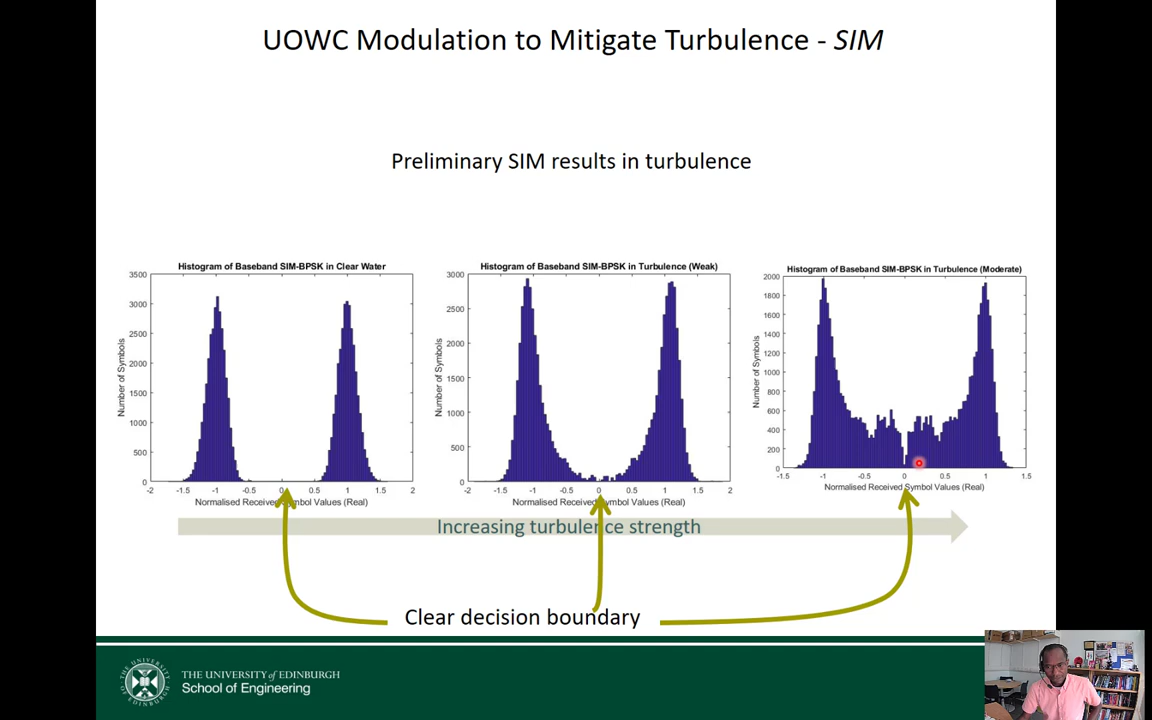 UOWC Modulation to Mitigate Turbulence - SIM
Preliminary SIM results in turbulence
Histogram of Baseband SIM-BPSK in Clear Water
3500
3000
2500
2000
1500
1000
500
0
Number of Symbols
-2 -1.5 -1 -0.5 0 0.5 1 1.5 2
Normalised Received Symbol Values (Real)
Histogram of Baseband SIM-BPSK in Turbulence (Weak)
3000
2500
2000
1500
1000
500
0
Number of Symbols
-2 -1.5 -1 -0.5 0 0.5 1 1.5 2
Normalised Received Symbol Values (Real)
Histogram of Baseband SIM-BPSK in Turbulence (Moderate)
2000
1800
1600
1400
1200
1000
800
600
400
200
0
Number of Symbols
-1.5 -1 -0.5 0 0.5 1 1.5
Normalised Received Symbol Values (Real)
Increasing turbulence strength
Clear decision boundary
THE UNIVERSITY of EDINBURGH
School of Engineering